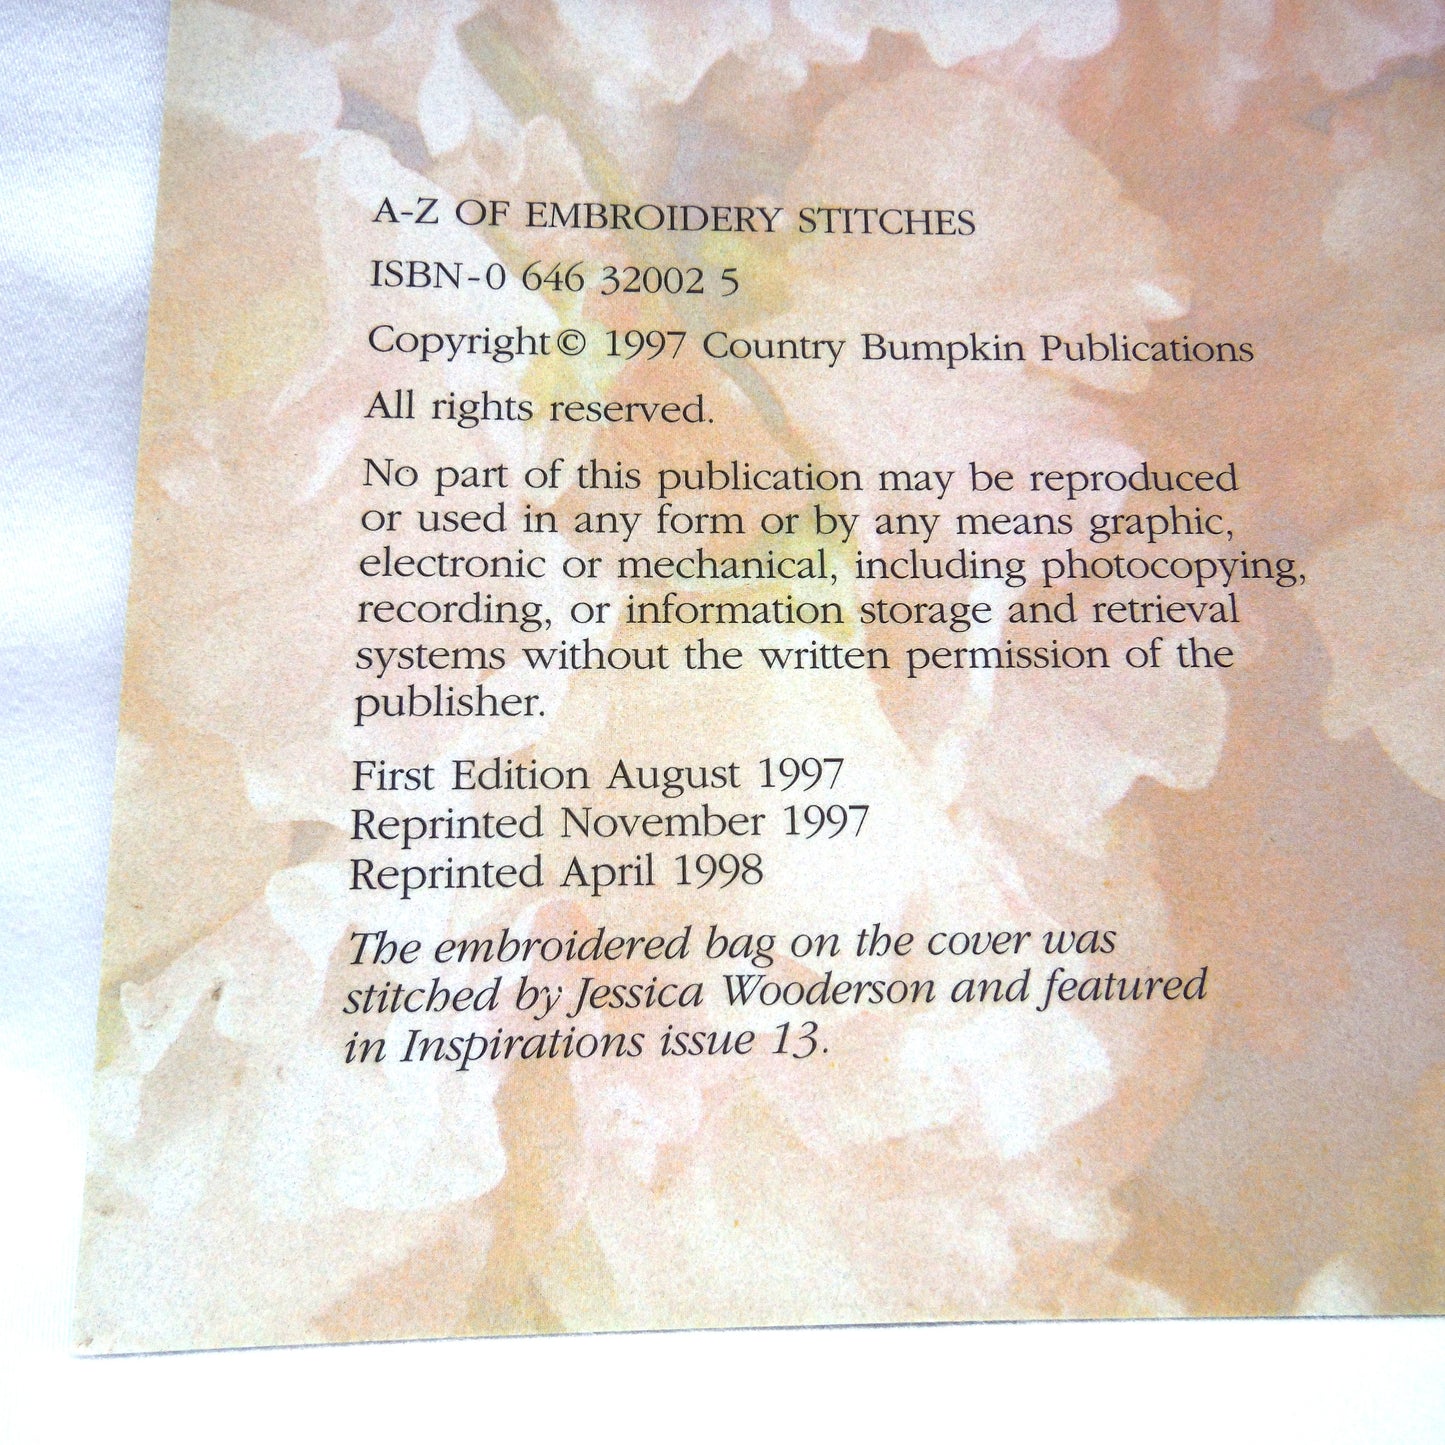 A-Z OF EMBROIDERY STITCHES
ISBN-0 646 32002 5
Copyright© 1997 Country Bumpkin Publications
All rights reserved.
No part of this publication may be reproduced
or used in any form or by any means graphic,
electronic or mechanical, including photocopying,
recording, or information storage and retrieval
systems without the written permission of the
publisher.
First Edition August 1997
Reprinted November 1997
Reprinted April 1998
The embroidered bag on the cover was
stitched by Jessica Wooderson and featured
in Inspirations issue 13.